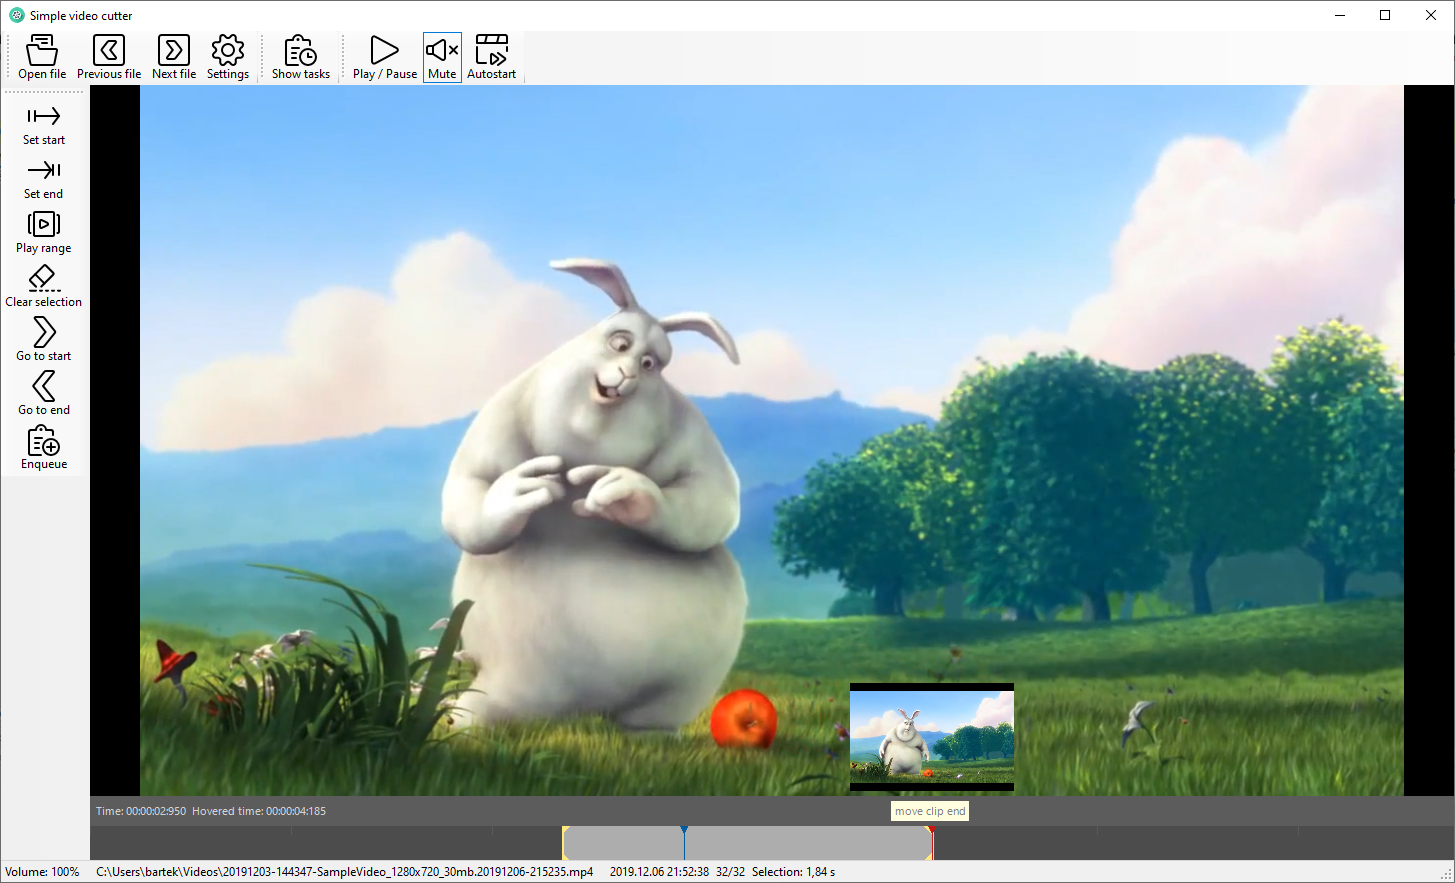 Simple video cutter
Open file Previous file Next file Settings Show tasks Play / Pause Mute Autostart
Set start
Set end
Play range
Clear selection
Go to start
Go to end
Enqueue
Time: 00:00:02:950 Hovered time: 00:00:04:185
move clip end
Volume: 100% C:\Users\bartek\Videos\20191203-144347-SampleVideo_1280x720_30mb.20191206-215235.mp4 2019.12.06 21:52:38 32/32 Selection: 1,84 s